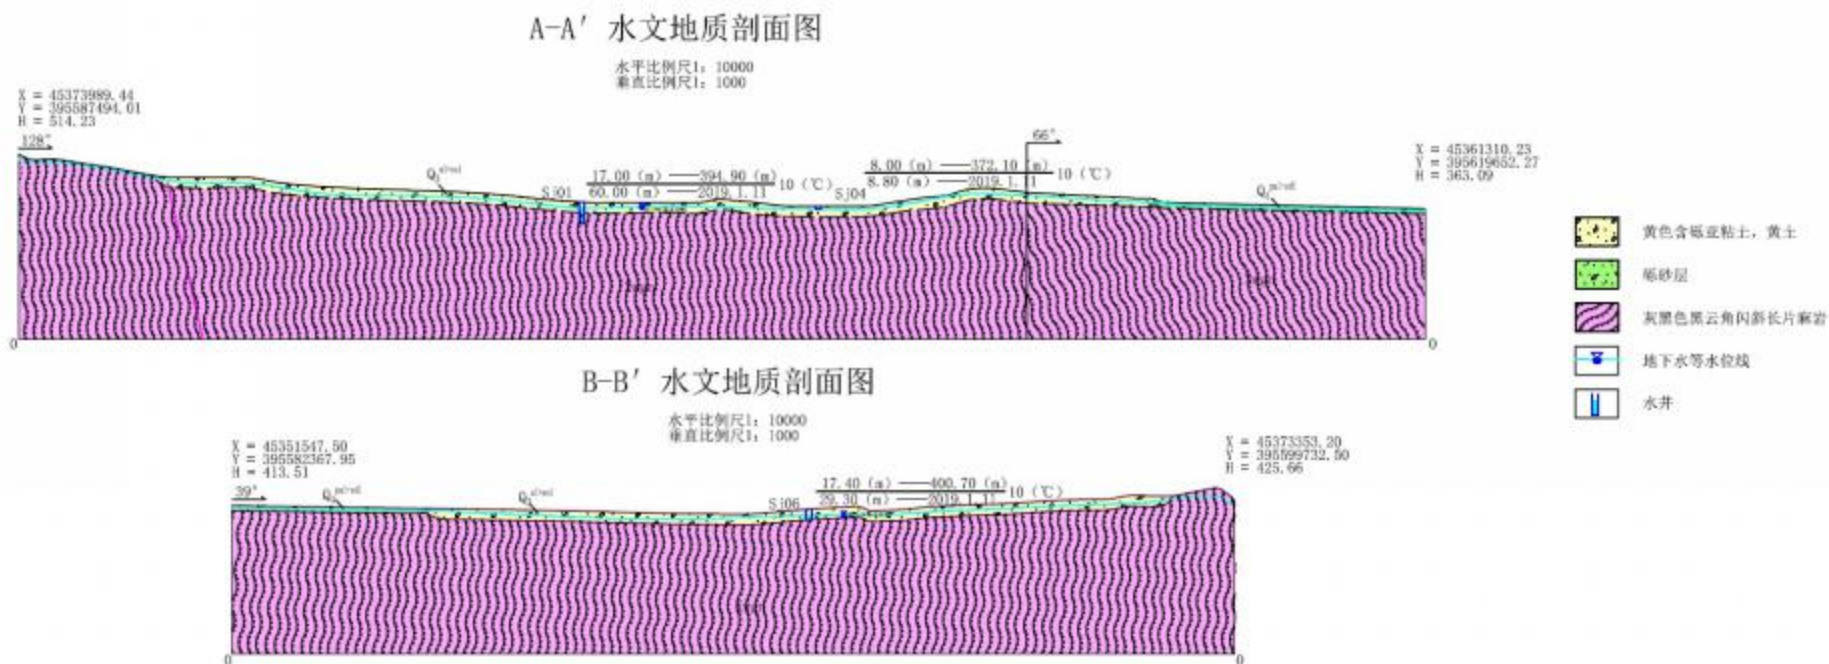 A-A′ 水文地质剖面图
水平比例尺1：10000
垂直比例尺1：1000
X = 45373989.44
Y = 395587494.01
H = 514.23
128°
66°
X = 45361310.23
Y = 395619652.27
H = 363.09
Sj01
17.00 (m) ——394.90 (m)
60.00 (m) ——2019.1.11
10 (℃)
8.00 (m) ——372.10 (m)
8.80 (m) ——2019.1.11
10 (℃)
Sj04
0
0
黄色含砾亚粘土，黄土
砾砂层
灰黑色黑云角闪斜长片麻岩
地下水等水位线
水井
B-B′ 水文地质剖面图
水平比例尺1：10000
垂直比例尺1：1000
X = 45351547.50
Y = 395582367.95
H = 413.51
39°
X = 45373353.20
Y = 395599732.50
H = 425.66
Sj06
17.40 (m) ——400.70 (m)
29.30 (m) ——2019.1.11
10 (℃)
0
0